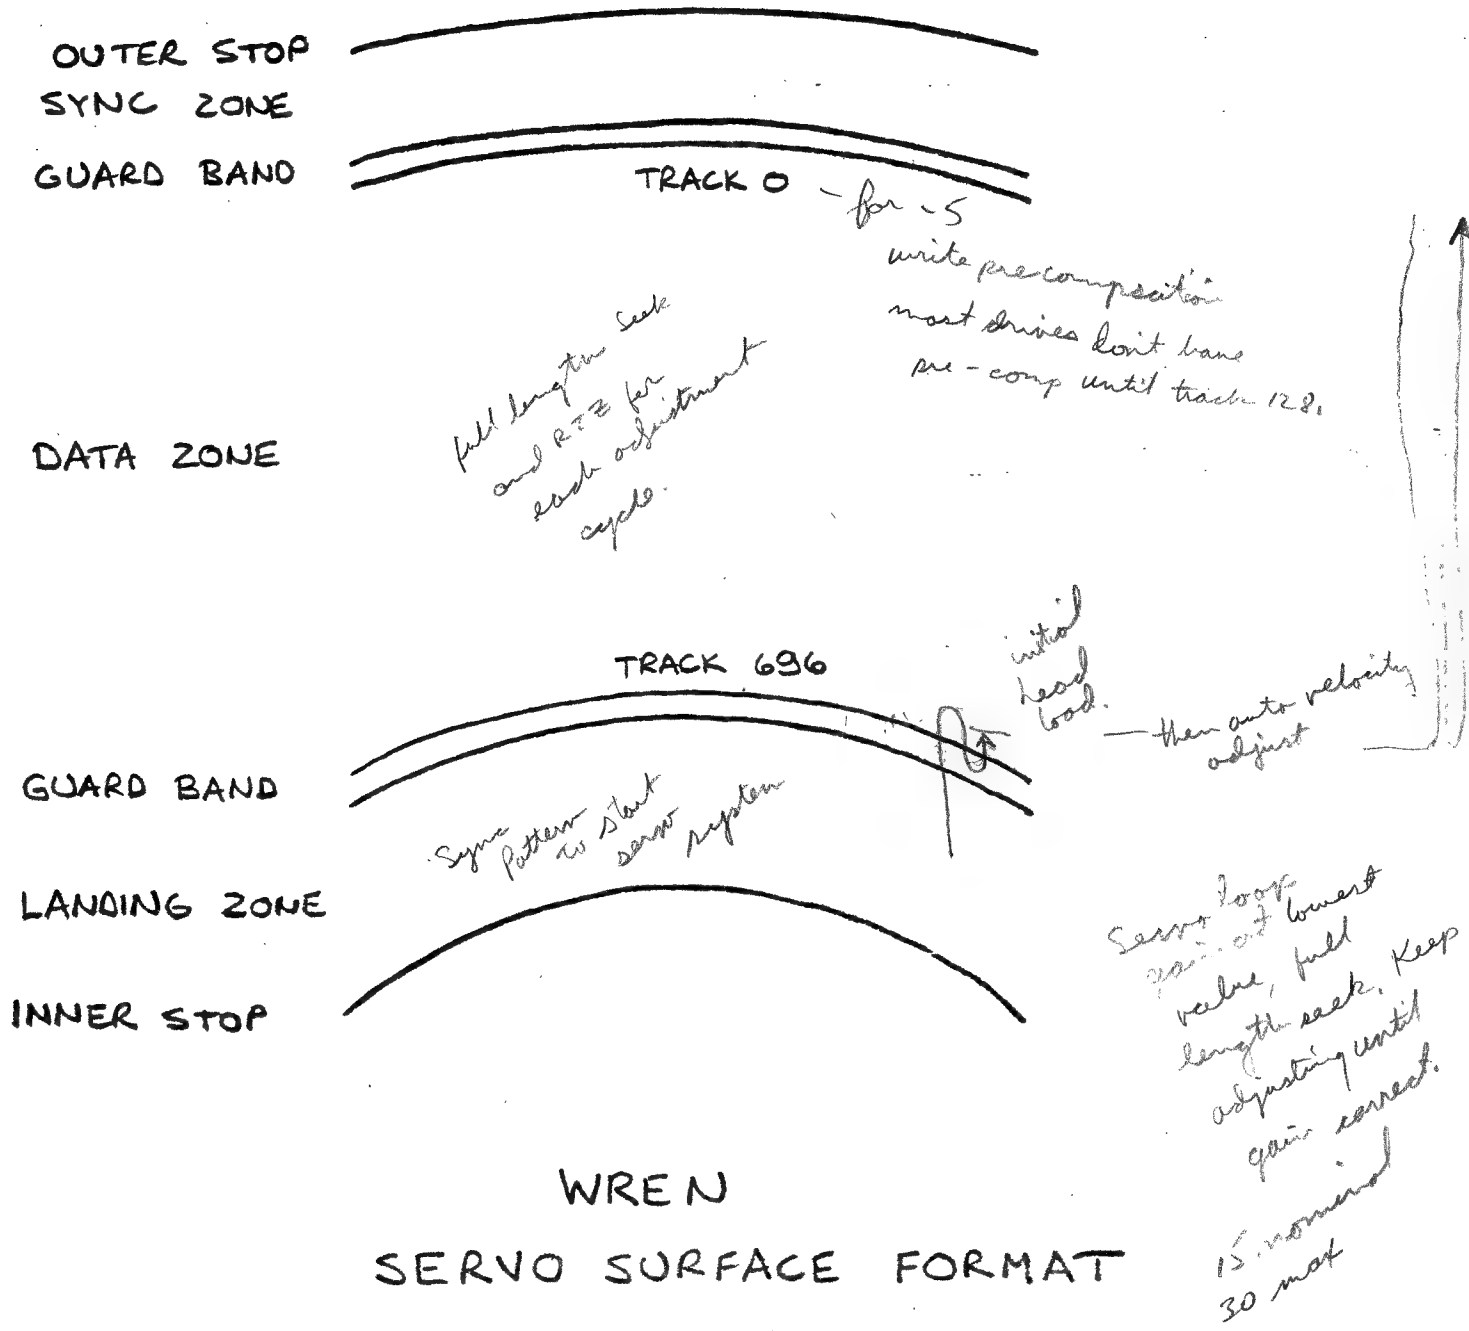 OUTER STOP
SYNC ZONE
GUARD BAND
TRACK 0 - for -5
write precompsation
most drives don't have
pre-comp until track 128.
full length seek
and RTZ for
each adjustment
cycle.
DATA ZONE
TRACK 696
initial
head
load.
— then auto velocity
adjust
GUARD BAND
Sync
Pattern
to start
servo
system
LANDING ZONE
INNER STOP
Servo loop
gain at lowest
value, full
length seek. Keep
adjusting until
gain correct.
15 nominal
30 max
WREN
SERVO SURFACE FORMAT